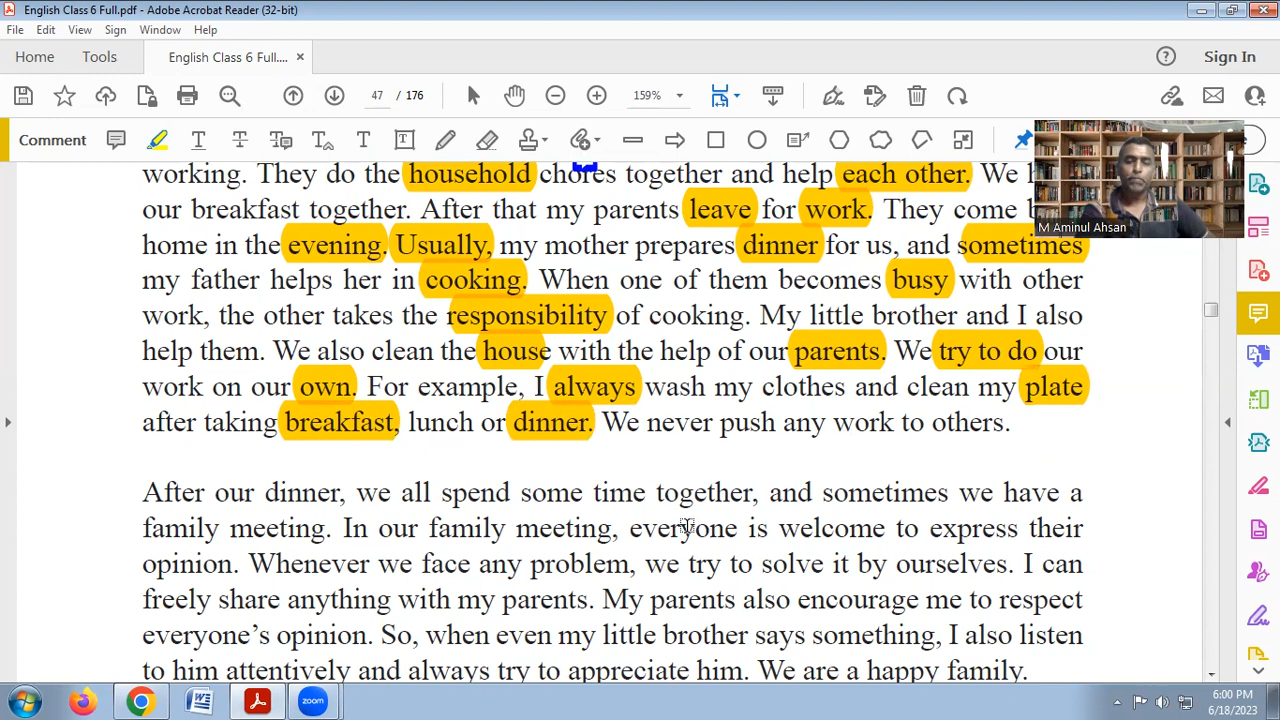 English Class 6 Full.pdf - Adobe Acrobat Reader (32-bit)
File Edit View Sign Window Help
Home Tools English Class 6 Full.... × Sign In
47 / 176 159%
Comment
working. They do the household chores together and help each other. We
our breakfast together. After that my parents leave for work. They come
M Aminul Ahsan
home in the evening. Usually, my mother prepares dinner for us, and sometimes
my father helps her in cooking. When one of them becomes busy with other
work, the other takes the responsibility of cooking. My little brother and I also
help them. We also clean the house with the help of our parents. We try to do our
work on our own. For example, I always wash my clothes and clean my plate
after taking breakfast, lunch or dinner. We never push any work to others.
After our dinner, we all spend some time together, and sometimes we have a
family meeting. In our family meeting, everyone is welcome to express their
opinion. Whenever we face any problem, we try to solve it by ourselves. I can
freely share anything with my parents. My parents also encourage me to respect
everyone's opinion. So, when even my little brother says something, I also listen
to him attentively and always try to appreciate him. We are a happy family.
zoom
6:00 PM
6/18/2023